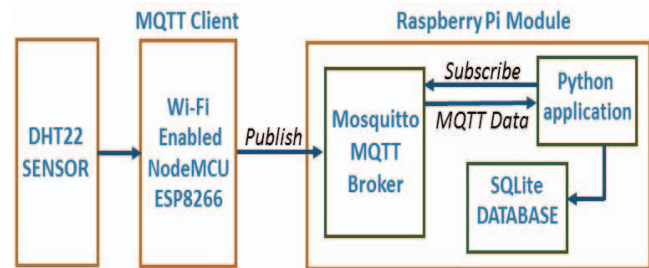 MQTT Client
Raspberry Pi Module
DHT22
SENSOR
Wi-Fi
Enabled
NodeMCU
ESP8266
Publish
Mosquitto
MQTT
Broker
Subscribe
MQTT Data
Python
application
SQLite
DATABASE